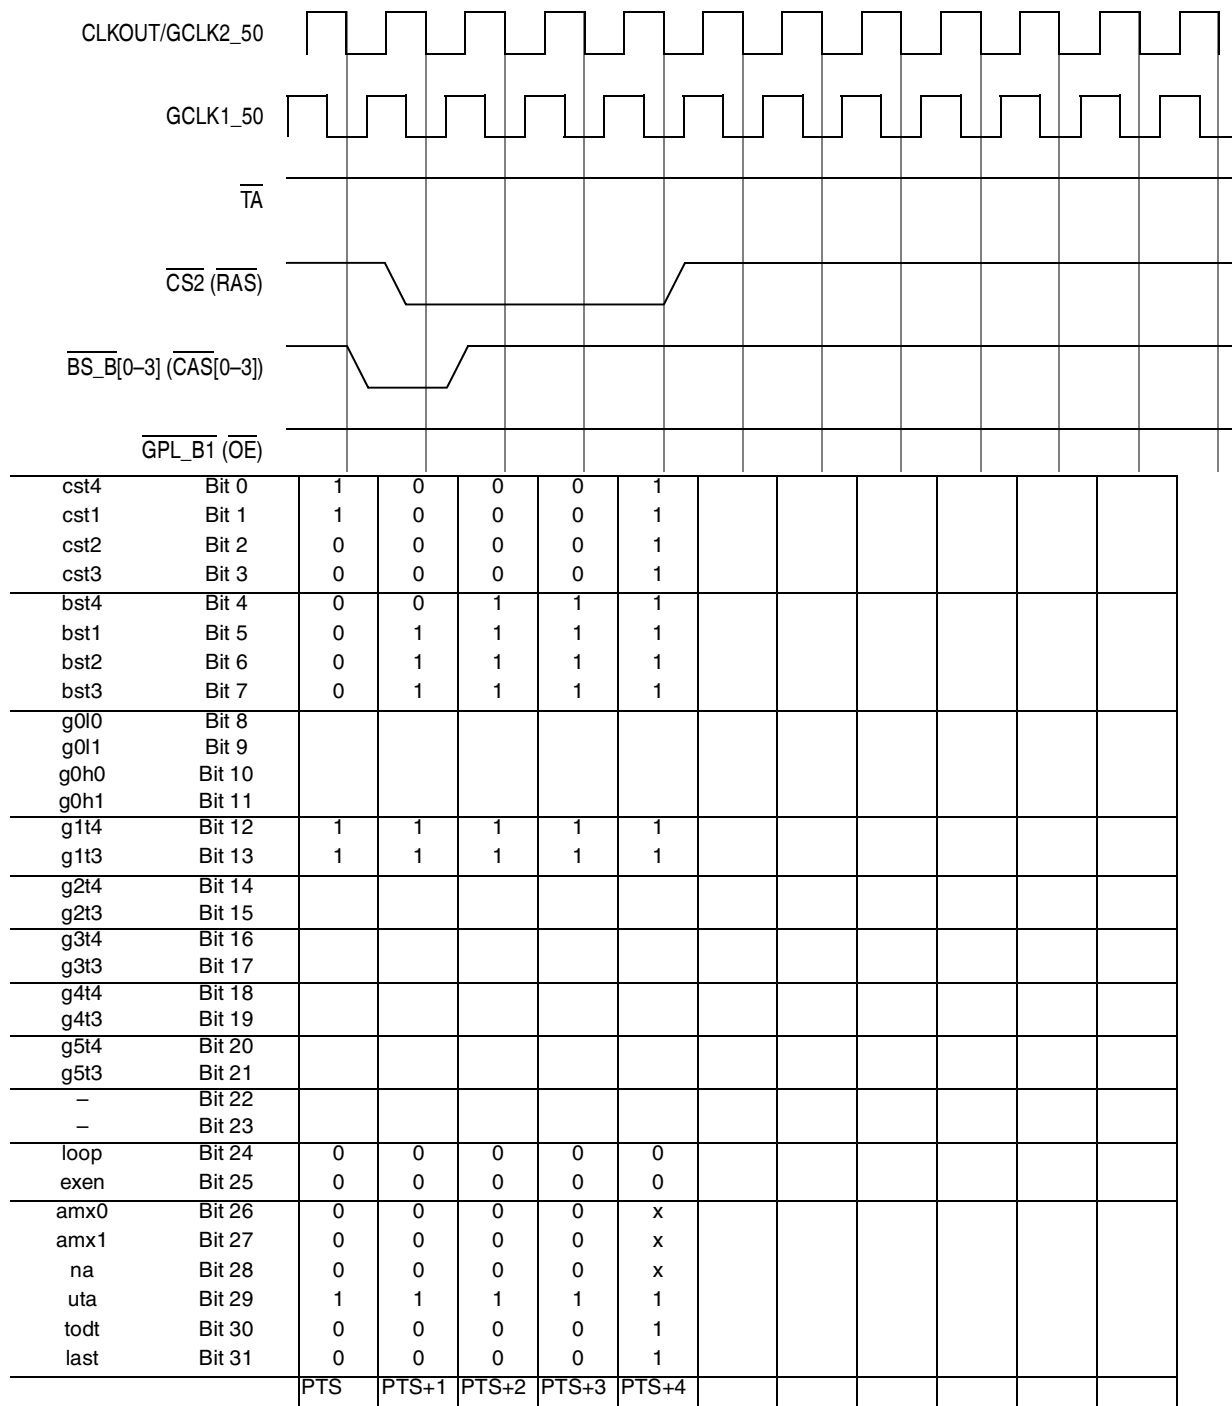 CLKOUT/GCLK2_50
GCLK1_50
TA
CS2 (RAS)
BS_B[0–3] (CAS[0–3])
GPL_B1 (OE)
cst4 Bit 0 1 0 0 0 1
cst1 Bit 1 1 0 0 0 1
cst2 Bit 2 0 0 0 0 1
cst3 Bit 3 0 0 0 0 1
bst4 Bit 4 0 0 1 1 1
bst1 Bit 5 0 1 1 1 1
bst2 Bit 6 0 1 1 1 1
bst3 Bit 7 0 1 1 1 1
g0l0 Bit 8
g0l1 Bit 9
g0h0 Bit 10
g0h1 Bit 11
g1t4 Bit 12 1 1 1 1 1
g1t3 Bit 13 1 1 1 1 1
g2t4 Bit 14
g2t3 Bit 15
g3t4 Bit 16
g3t3 Bit 17
g4t4 Bit 18
g4t3 Bit 19
g5t4 Bit 20
g5t3 Bit 21
– Bit 22
– Bit 23
loop Bit 24 0 0 0 0 0
exen Bit 25 0 0 0 0 0
amx0 Bit 26 0 0 0 0 x
amx1 Bit 27 0 0 0 0 x
na Bit 28 0 0 0 0 x
uta Bit 29 1 1 1 1 1
todt Bit 30 0 0 0 0 1
last Bit 31 0 0 0 0 1
PTS PTS+1 PTS+2 PTS+3 PTS+4